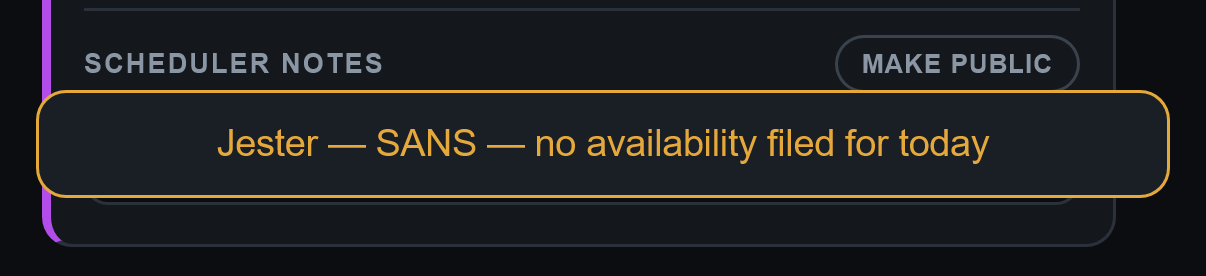 SCHEDULER NOTES
MAKE PUBLIC
Jester — SANS — no availability filed for today